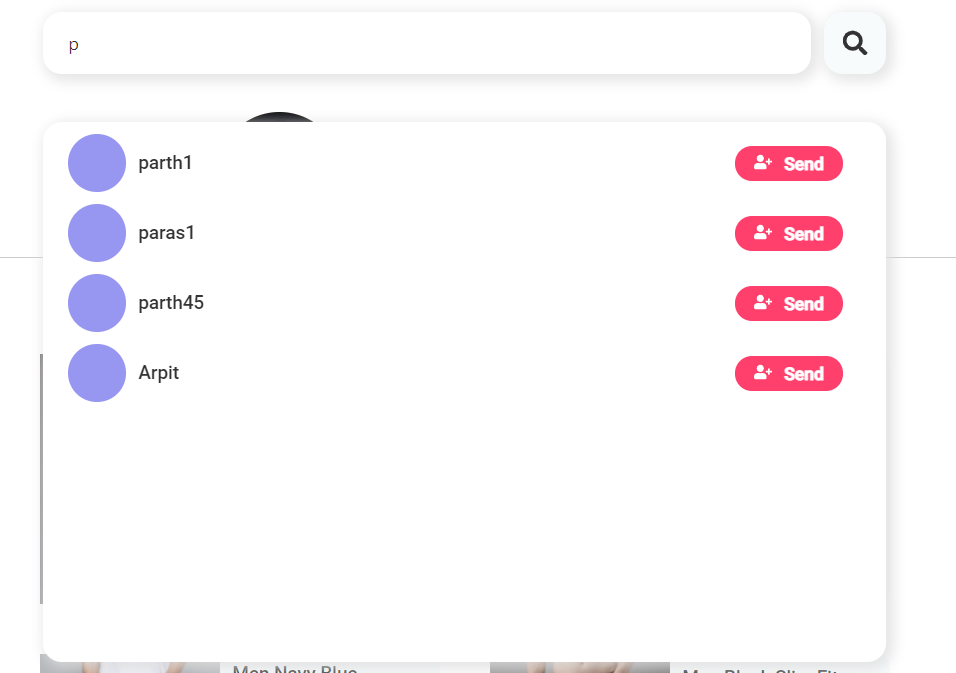 p
parth1
Send
paras1
Send
parth45
Send
Arpit
Send
Men Navy Blue
Men Black Slim Fit